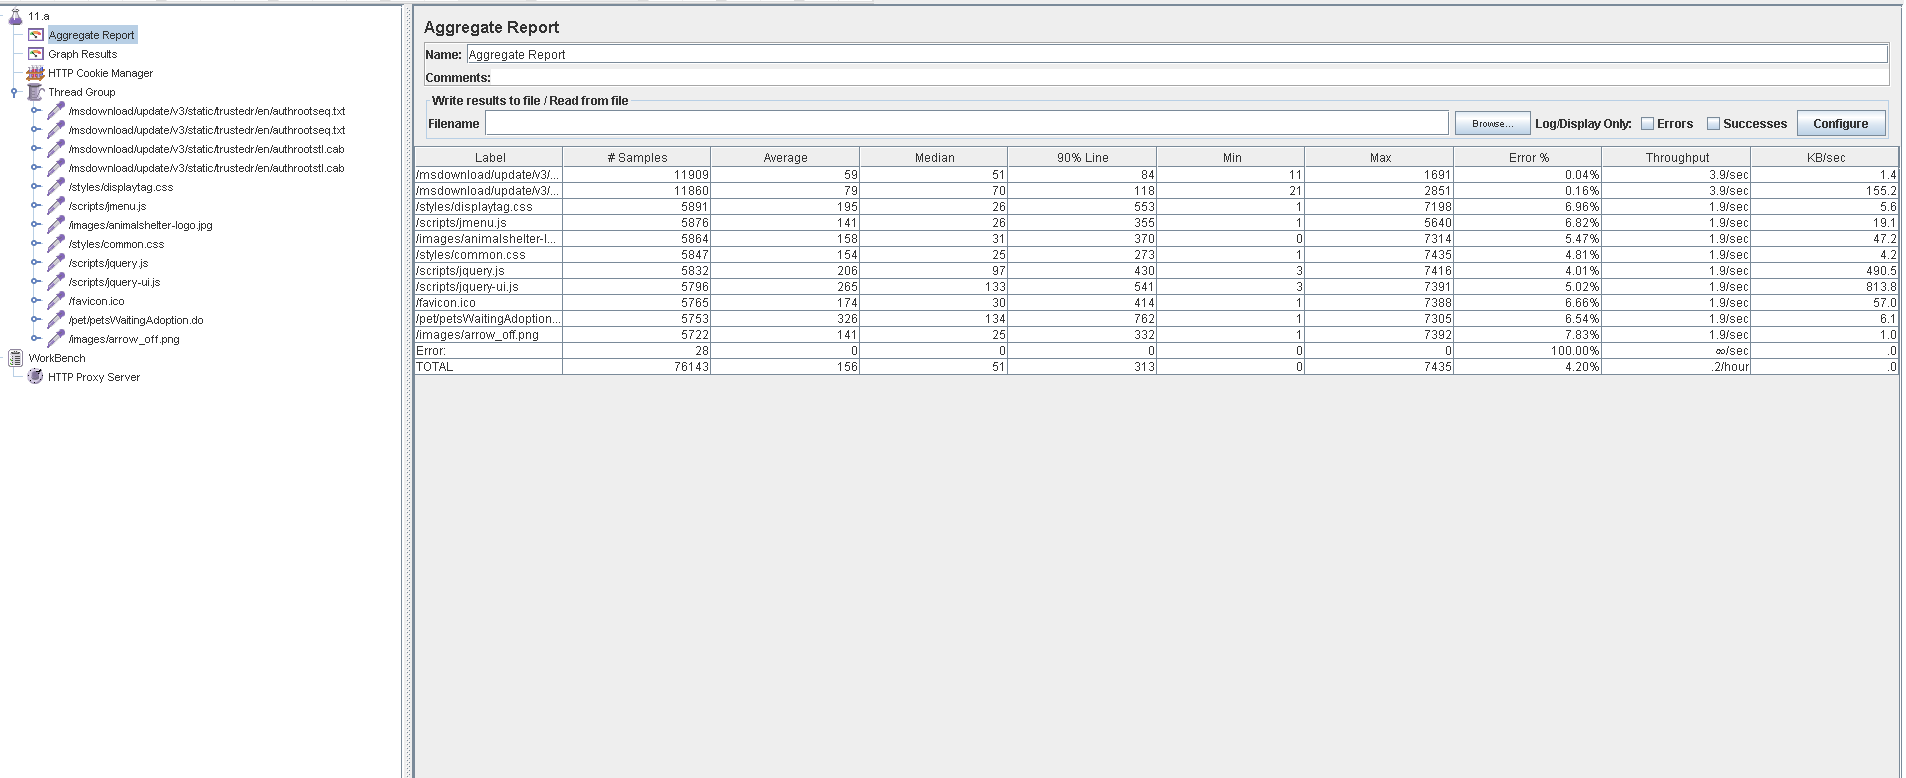 11.a
Aggregate Report
Graph Results
HTTP Cookie Manager
Thread Group
/msdownload/update/v3/static/trustedr/en/authrootseq.txt
/msdownload/update/v3/static/trustedr/en/authrootseq.txt
/msdownload/update/v3/static/trustedr/en/authrootstl.cab
/msdownload/update/v3/static/trustedr/en/authrootstl.cab
/styles/displaytag.css
/scripts/jmenu.js
/images/animalshelter-logo.jpg
/styles/common.css
/scripts/jquery.js
/scripts/jquery-ui.js
/favicon.ico
/pet/petsWaitingAdoption.do
/images/arrow_off.png
WorkBench
HTTP Proxy Server
Aggregate Report
Name: Aggregate Report
Comments:
Write results to file / Read from file
Filename Browse... Log/Display Only: Errors Successes Configure
Label # Samples Average Median 90% Line Min Max Error % Throughput KB/sec
/msdownload/update/v3/... 11909 59 51 84 11 1691 0.04% 3.9/sec 1.4
/msdownload/update/v3/... 11860 79 70 118 21 2851 0.16% 3.9/sec 155.2
/styles/displaytag.css 5891 195 26 553 1 7198 6.96% 1.9/sec 5.6
/scripts/jmenu.js 5876 141 26 355 1 5640 6.82% 1.9/sec 19.1
/images/animalshelter-l... 5864 158 31 370 0 7314 5.47% 1.9/sec 47.2
/styles/common.css 5847 154 25 273 1 7435 4.81% 1.9/sec 4.2
/scripts/jquery.js 5832 206 97 430 3 7416 4.01% 1.9/sec 490.5
/scripts/jquery-ui.js 5796 265 133 541 3 7391 5.02% 1.9/sec 813.8
/favicon.ico 5765 174 30 414 1 7388 6.66% 1.9/sec 57.0
/pet/petsWaitingAdoption... 5753 326 134 762 1 7305 6.54% 1.9/sec 6.1
/images/arrow_off.png 5722 141 25 332 1 7392 7.83% 1.9/sec 1.0
Error: 28 0 0 0 0 0 100.00% ∞/sec .0
TOTAL 76143 156 51 313 0 7435 4.20% .2/hour .0